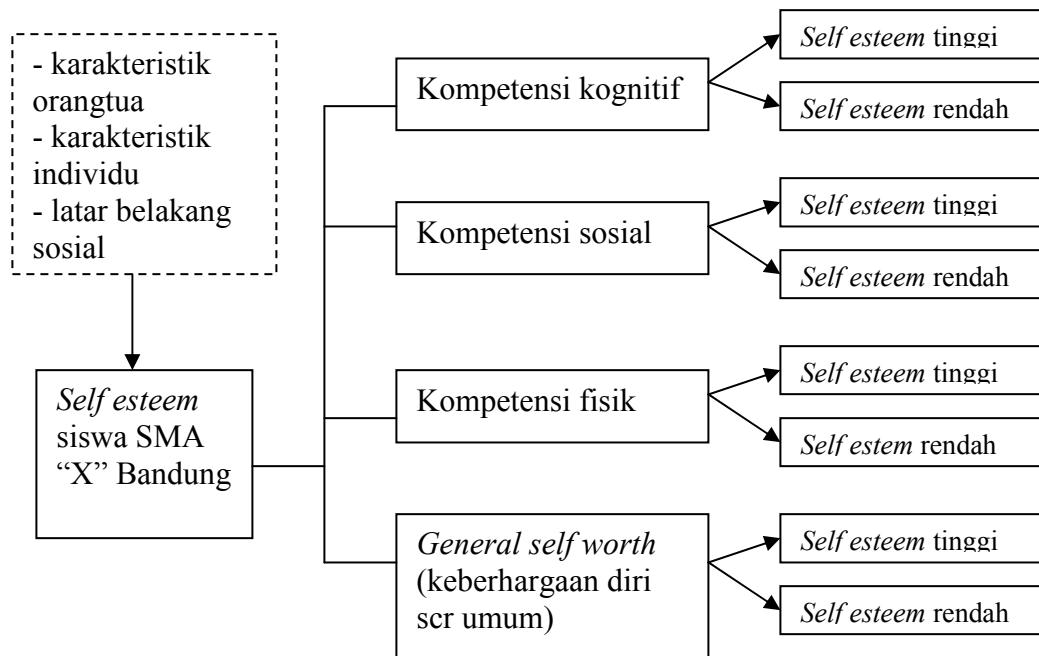 - karakteristik
orangtua
- karakteristik
individu
- latar belakang
sosial
Self esteem
siswa SMA
“X” Bandung
Kompetensi kognitif
Self esteem tinggi
Self esteem rendah
Kompetensi sosial
Self esteem tinggi
Self esteem rendah
Kompetensi fisik
Self esteem tinggi
Self estem rendah
General self worth
(keberhargaan diri
scr umum)
Self esteem tinggi
Self esteem rendah